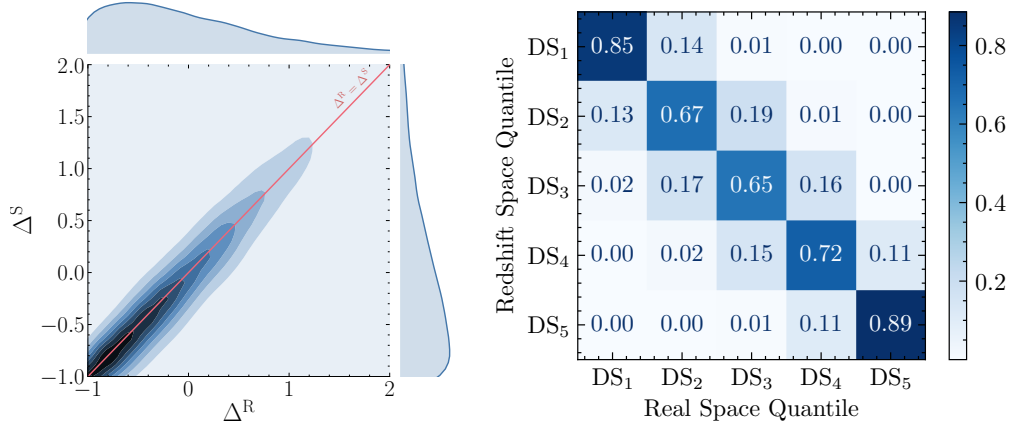 2.0
1.5
1.0
0.5
0.0
−0.5
−1.0
−1 0 1 2
Δ^S
Δ^R
Δ^R = Δ^S
DS₁ 0.85 0.14 0.01 0.00 0.00
DS₂ 0.13 0.67 0.19 0.01 0.00
DS₃ 0.02 0.17 0.65 0.16 0.00
DS₄ 0.00 0.02 0.15 0.72 0.11
DS₅ 0.00 0.00 0.01 0.11 0.89
DS₁ DS₂ DS₃ DS₄ DS₅
Redshift Space Quantile
Real Space Quantile
0.8
0.6
0.4
0.2